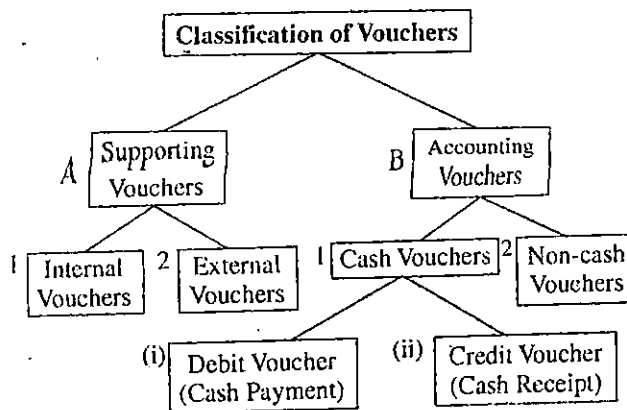 Classification of Vouchers
A Supporting Vouchers
B Accounting Vouchers
1 Internal Vouchers
2 External Vouchers
1 Cash Vouchers
2 Non-cash Vouchers
(i) Debit Voucher
(Cash Payment)
(ii) Credit Voucher
(Cash Receipt)